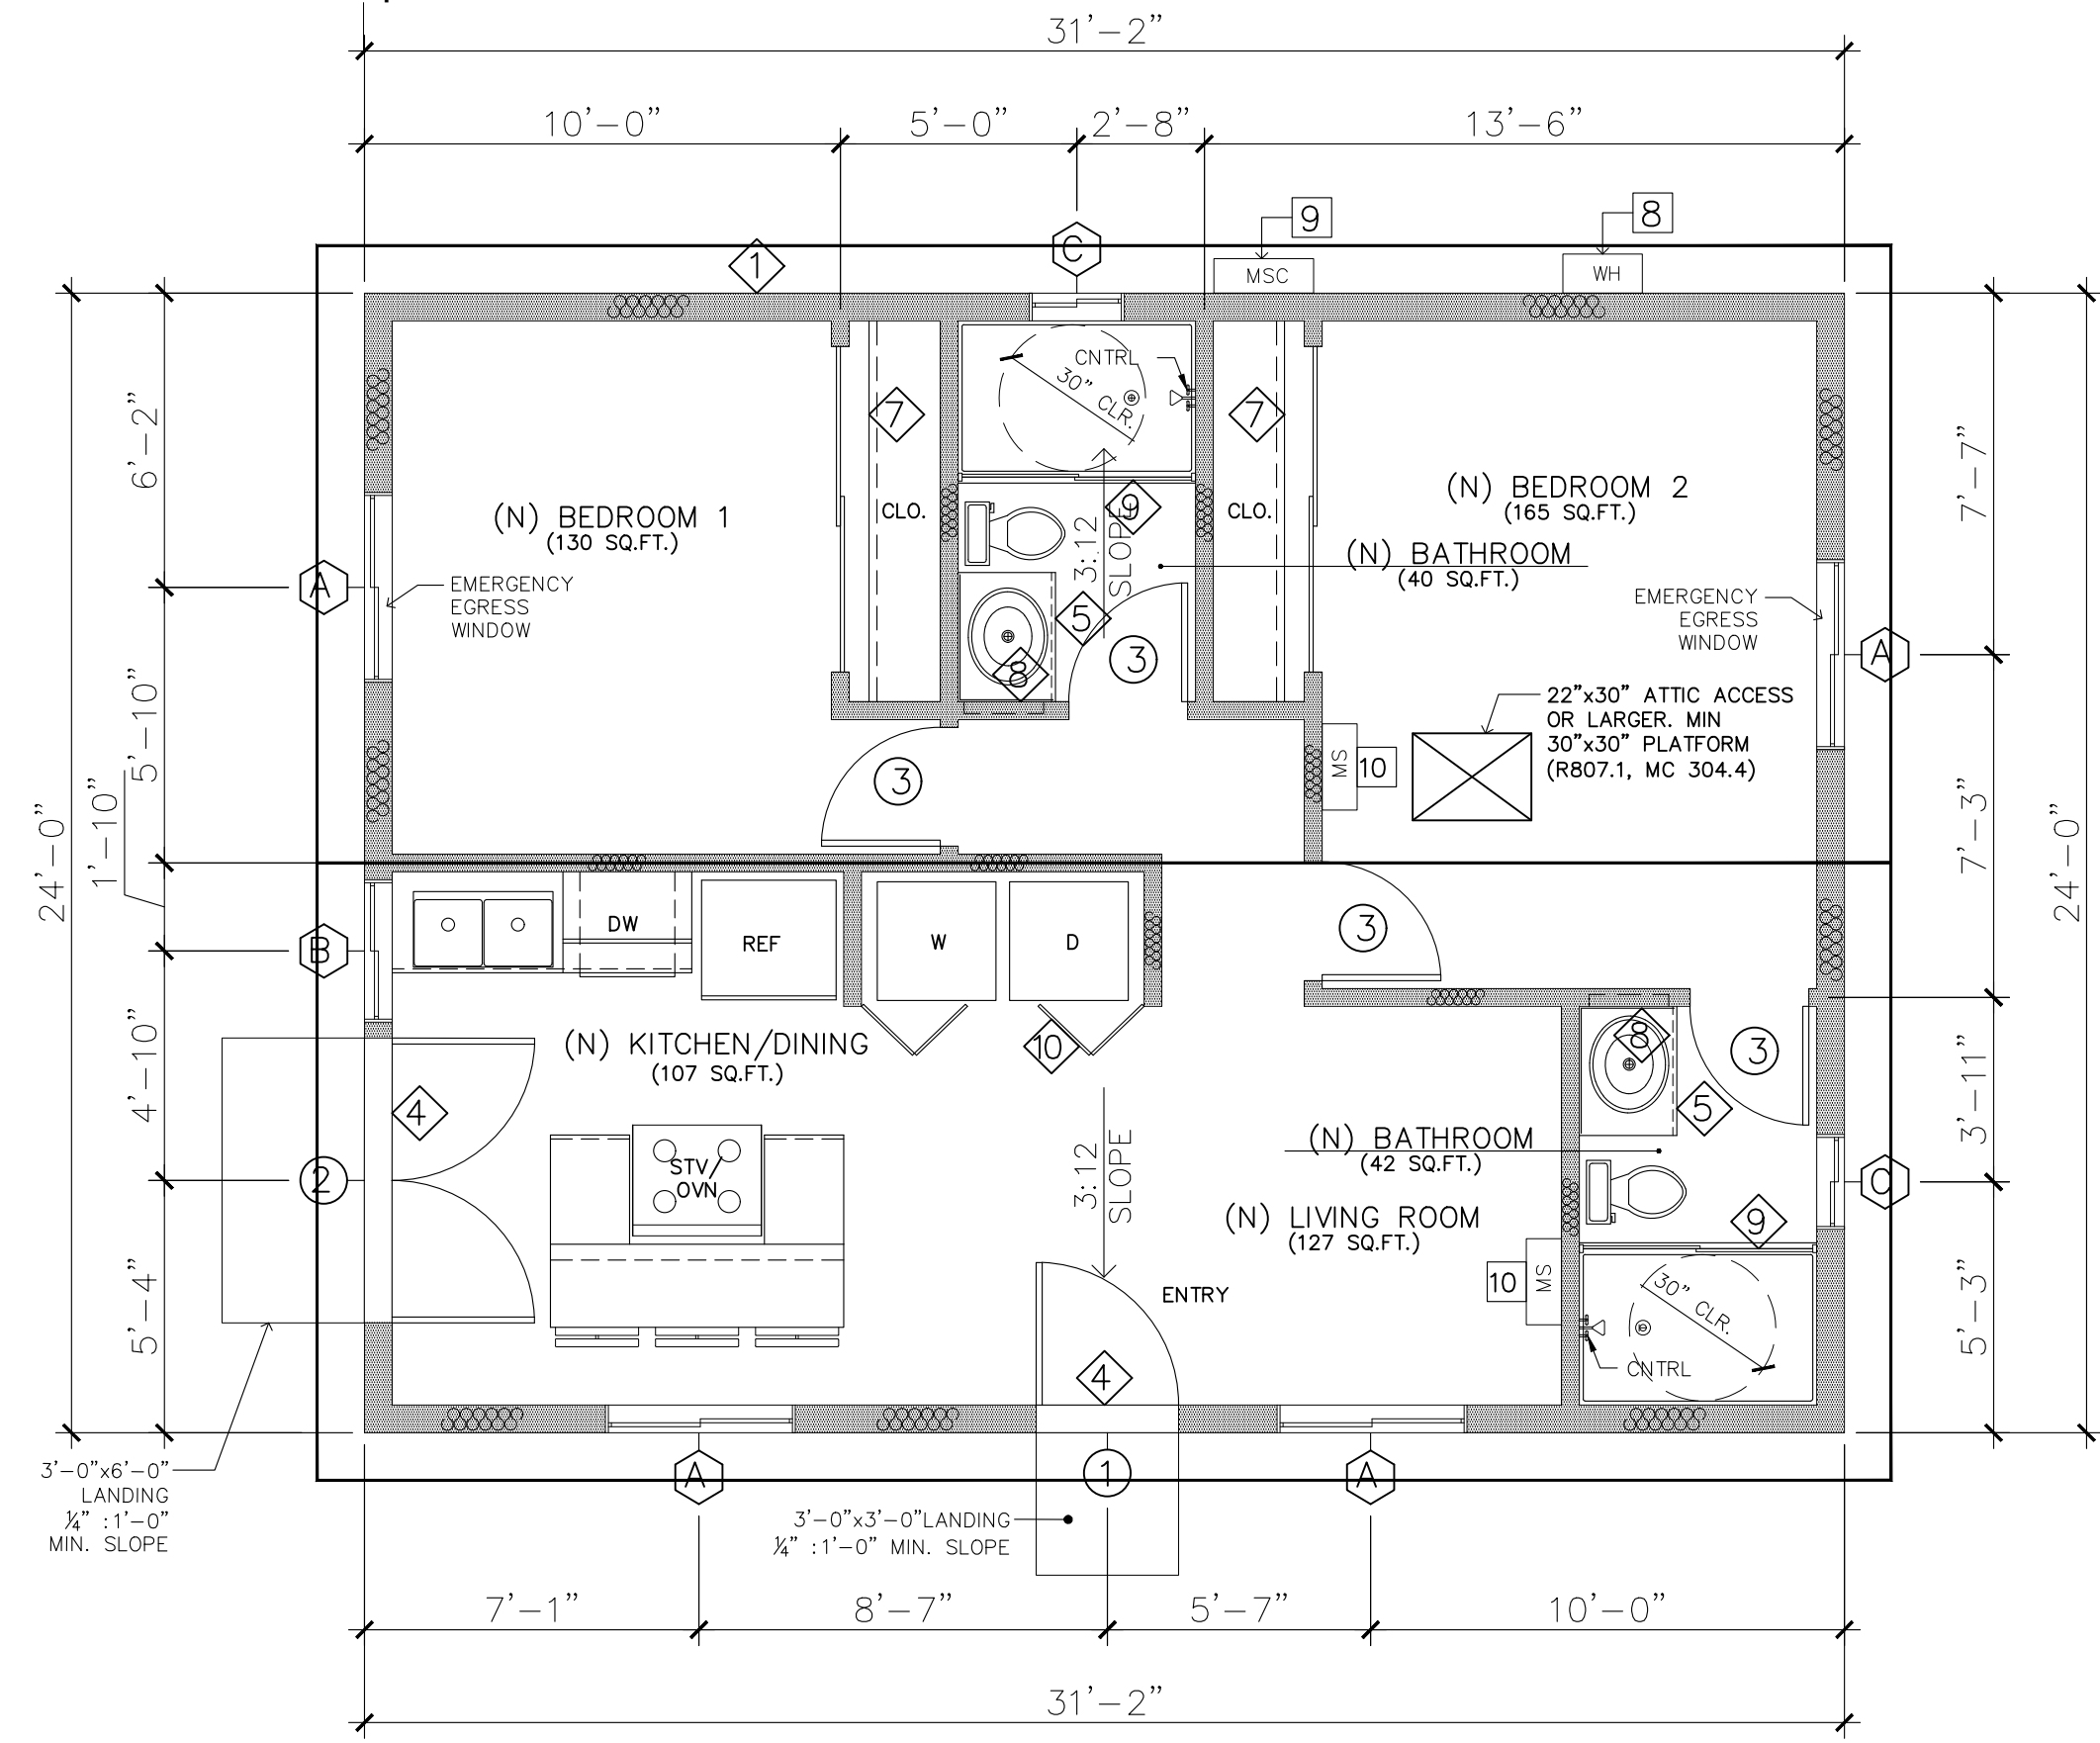 31'-2"
10'-0"
5'-0"
2'-8"
13'-6"
9
8
C
1
MSC
WH
CNTRL
30" CLR.
7
7
6'-2"
7'-7"
(N) BEDROOM 1
(130 SQ.FT.)
CLO.
9
3:12
SLOPE
CLO.
(N) BEDROOM 2
(165 SQ.FT.)
(N) BATHROOM
(40 SQ.FT.)
A
EMERGENCY
EGRESS
WINDOW
5
EMERGENCY
EGRESS
WINDOW
8
3
A
5'-10"
1'-10"
24'-0"
3
MS
10
22"x30" ATTIC ACCESS
OR LARGER. MIN
30"x30" PLATFORM
(R807.1, MC 304.4)
7'-3"
24'-0"
B
DW
REF
W
D
3
4'-10"
(N) KITCHEN/DINING
(107 SQ.FT.)
10
8
3
3'-11"
4
5
2
STV/
OVN
3:12
SLOPE
(N) BATHROOM
(42 SQ.FT.)
C
(N) LIVING ROOM
(127 SQ.FT.)
9
5'-4"
ENTRY
10
MS
30" CLR.
5'-3"
4
CNTRL
A
1
A
3'-0"x6'-0"
LANDING
¼" :1'-0"
MIN. SLOPE
3'-0"x3'-0"LANDING
¼" :1'-0" MIN. SLOPE
7'-1"
8'-7"
5'-7"
10'-0"
31'-2"